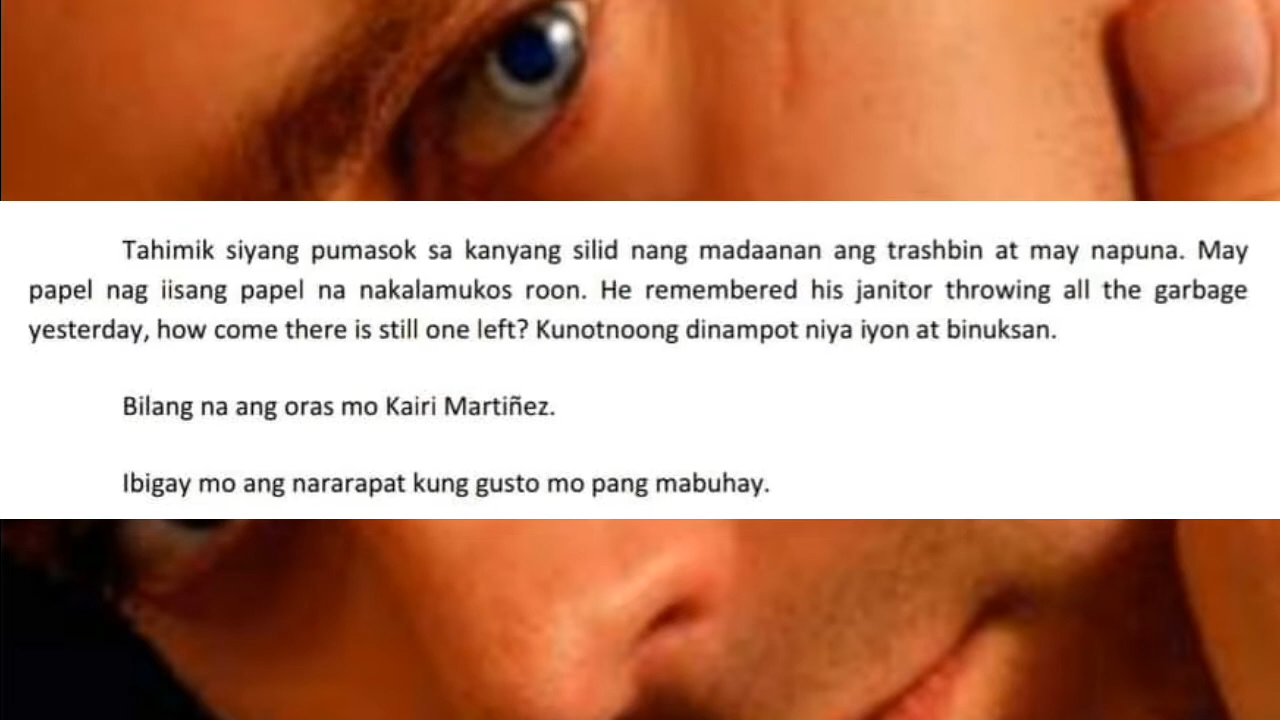 Tahimik siyang pumasok sa kanyang silid nang madaanan ang trashbin at may napuna. May
papel nag iisang papel na nakalamukos roon. He remembered his janitor throwing all the garbage
yesterday, how come there is still one left? Kunotnoong dinampot niya iyon at binuksan.
Bilang na ang oras mo Kairi Martiñez.
Ibigay mo ang nararapat kung gusto mo pang mabuhay.